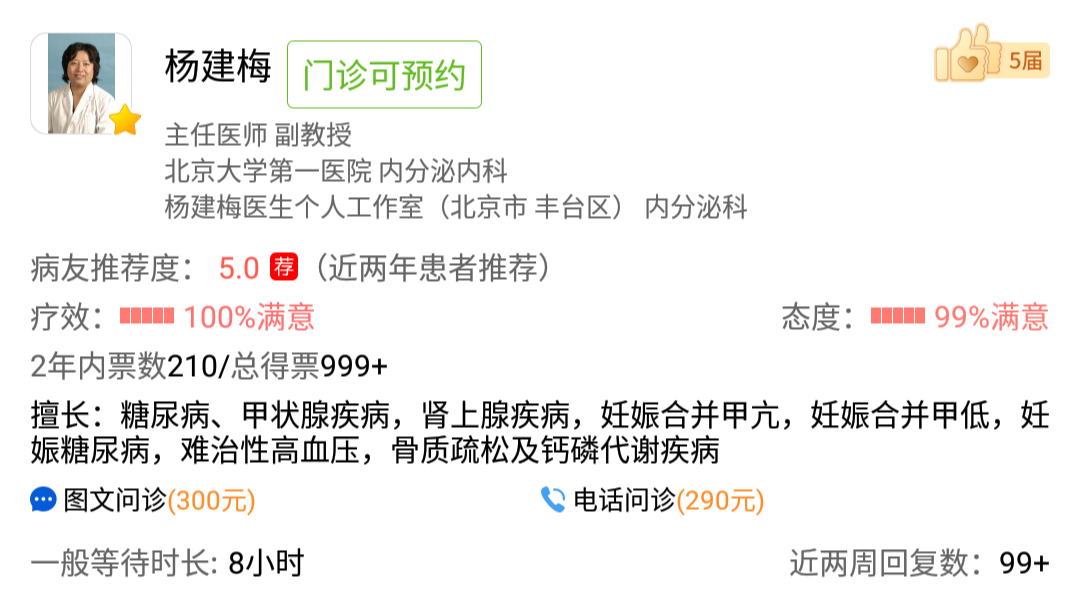 杨建梅 门诊可预约 5届
主任医师 副教授
北京大学第一医院 内分泌内科
杨建梅医生个人工作室（北京市 丰台区） 内分泌科
病友推荐度： 5.0 荐 （近两年患者推荐）
疗效： 100%满意 态度： 99%满意
2年内票数210/总得票999+
擅长：糖尿病、甲状腺疾病，肾上腺疾病，妊娠合并甲亢，妊娠合并甲低，妊
娠糖尿病，难治性高血压，骨质疏松及钙磷代谢疾病
图文问诊(300元) 电话问诊(290元)
一般等待时长: 8小时 近两周回复数： 99+